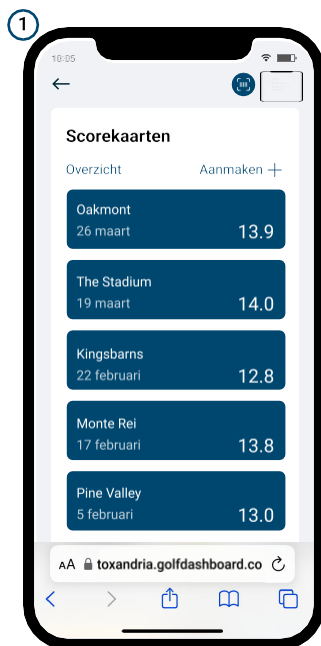 1
10:05
Scorekaarten
Overzicht Aanmaken +
Oakmont
26 maart 13.9
The Stadium
19 maart 14.0
Kingsbarns
22 februari 12.8
Monte Rei
17 februari 13.8
Pine Valley
5 februari 13.0
AA toxandria.golfdashboard.co